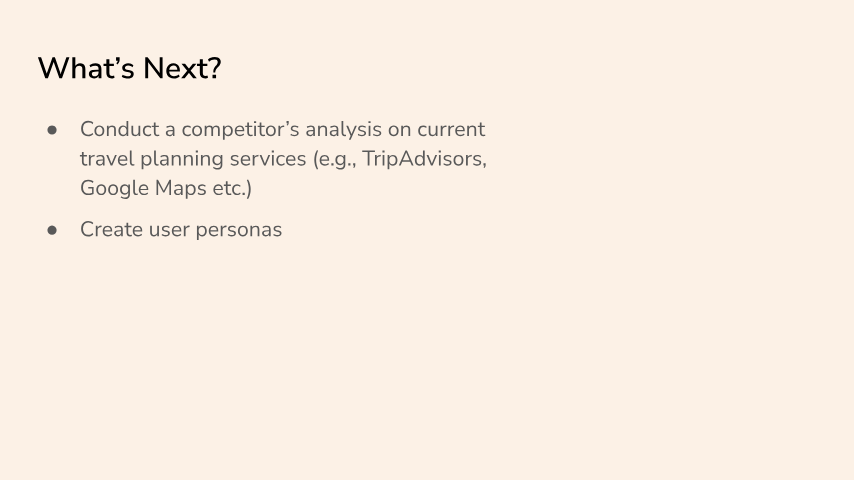 What’s Next?
● Conduct a competitor’s analysis on current
travel planning services (e.g., TripAdvisors,
Google Maps etc.)
● Create user personas